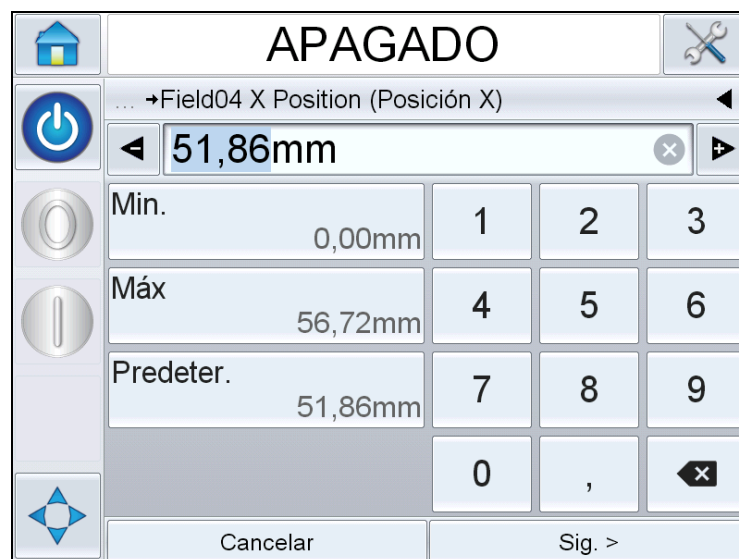 APAGADO
... →Field04 X Position (Posición X)
51,86mm
Min.
0,00mm
1
2
3
Máx
56,72mm
4
5
6
Predeter.
51,86mm
7
8
9
0
,
Cancelar
Sig. >